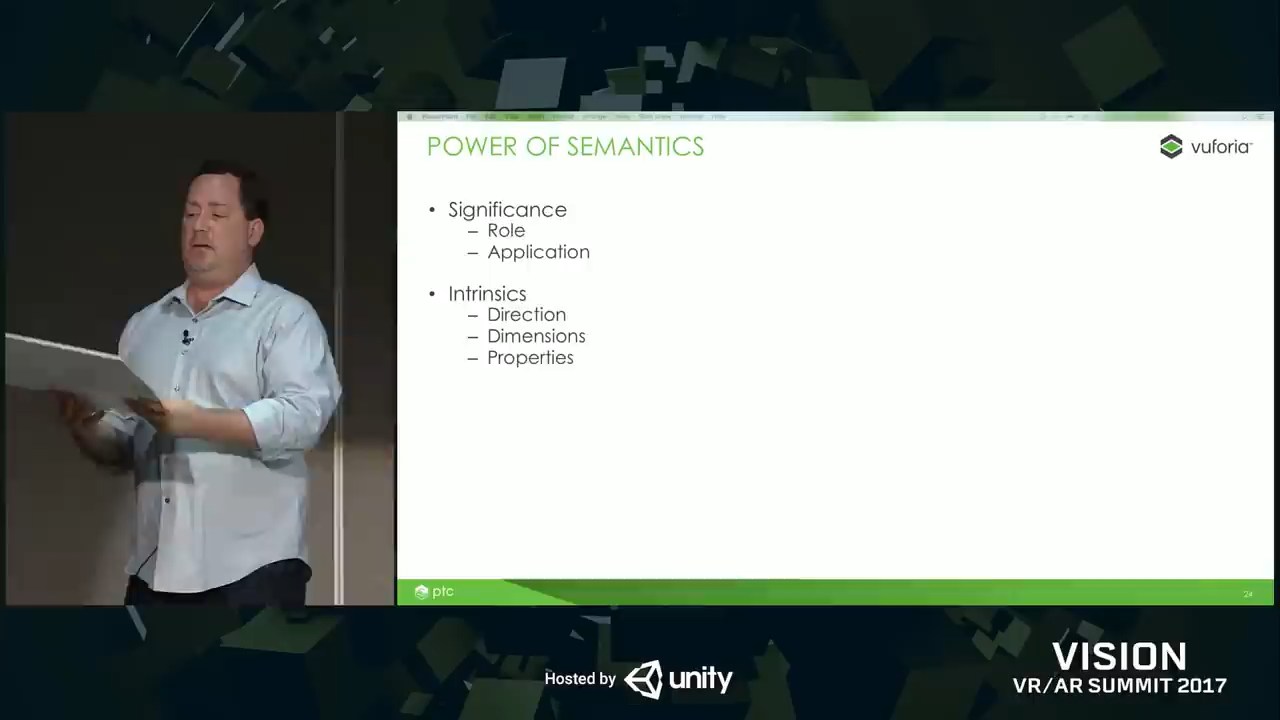 POWER OF SEMANTICS
vuforia
• Significance
– Role
– Application
• Intrinsics
– Direction
– Dimensions
– Properties
ptc
24
Hosted by unity
VISION
VR/AR SUMMIT 2017